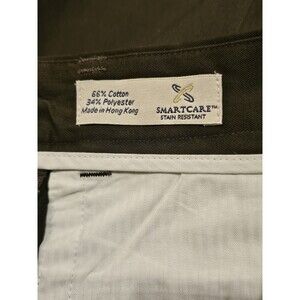 66% Cotton
34% Polyester
Made in Hong Kong
SMARTCARE™
STAIN RESISTANT